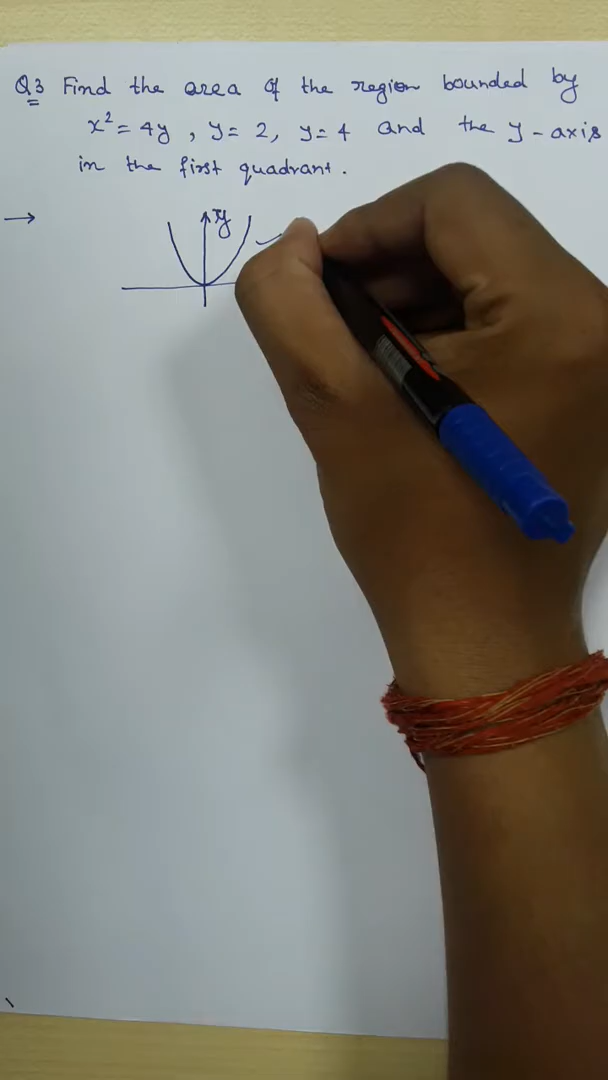 Q3 Find the area of the region bounded by
x² = 4y , y = 2, y = 4 and the y-axis
in the first quadrant.
→
y